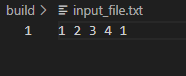 build > input_file.txt
1 1 2 3 4 1